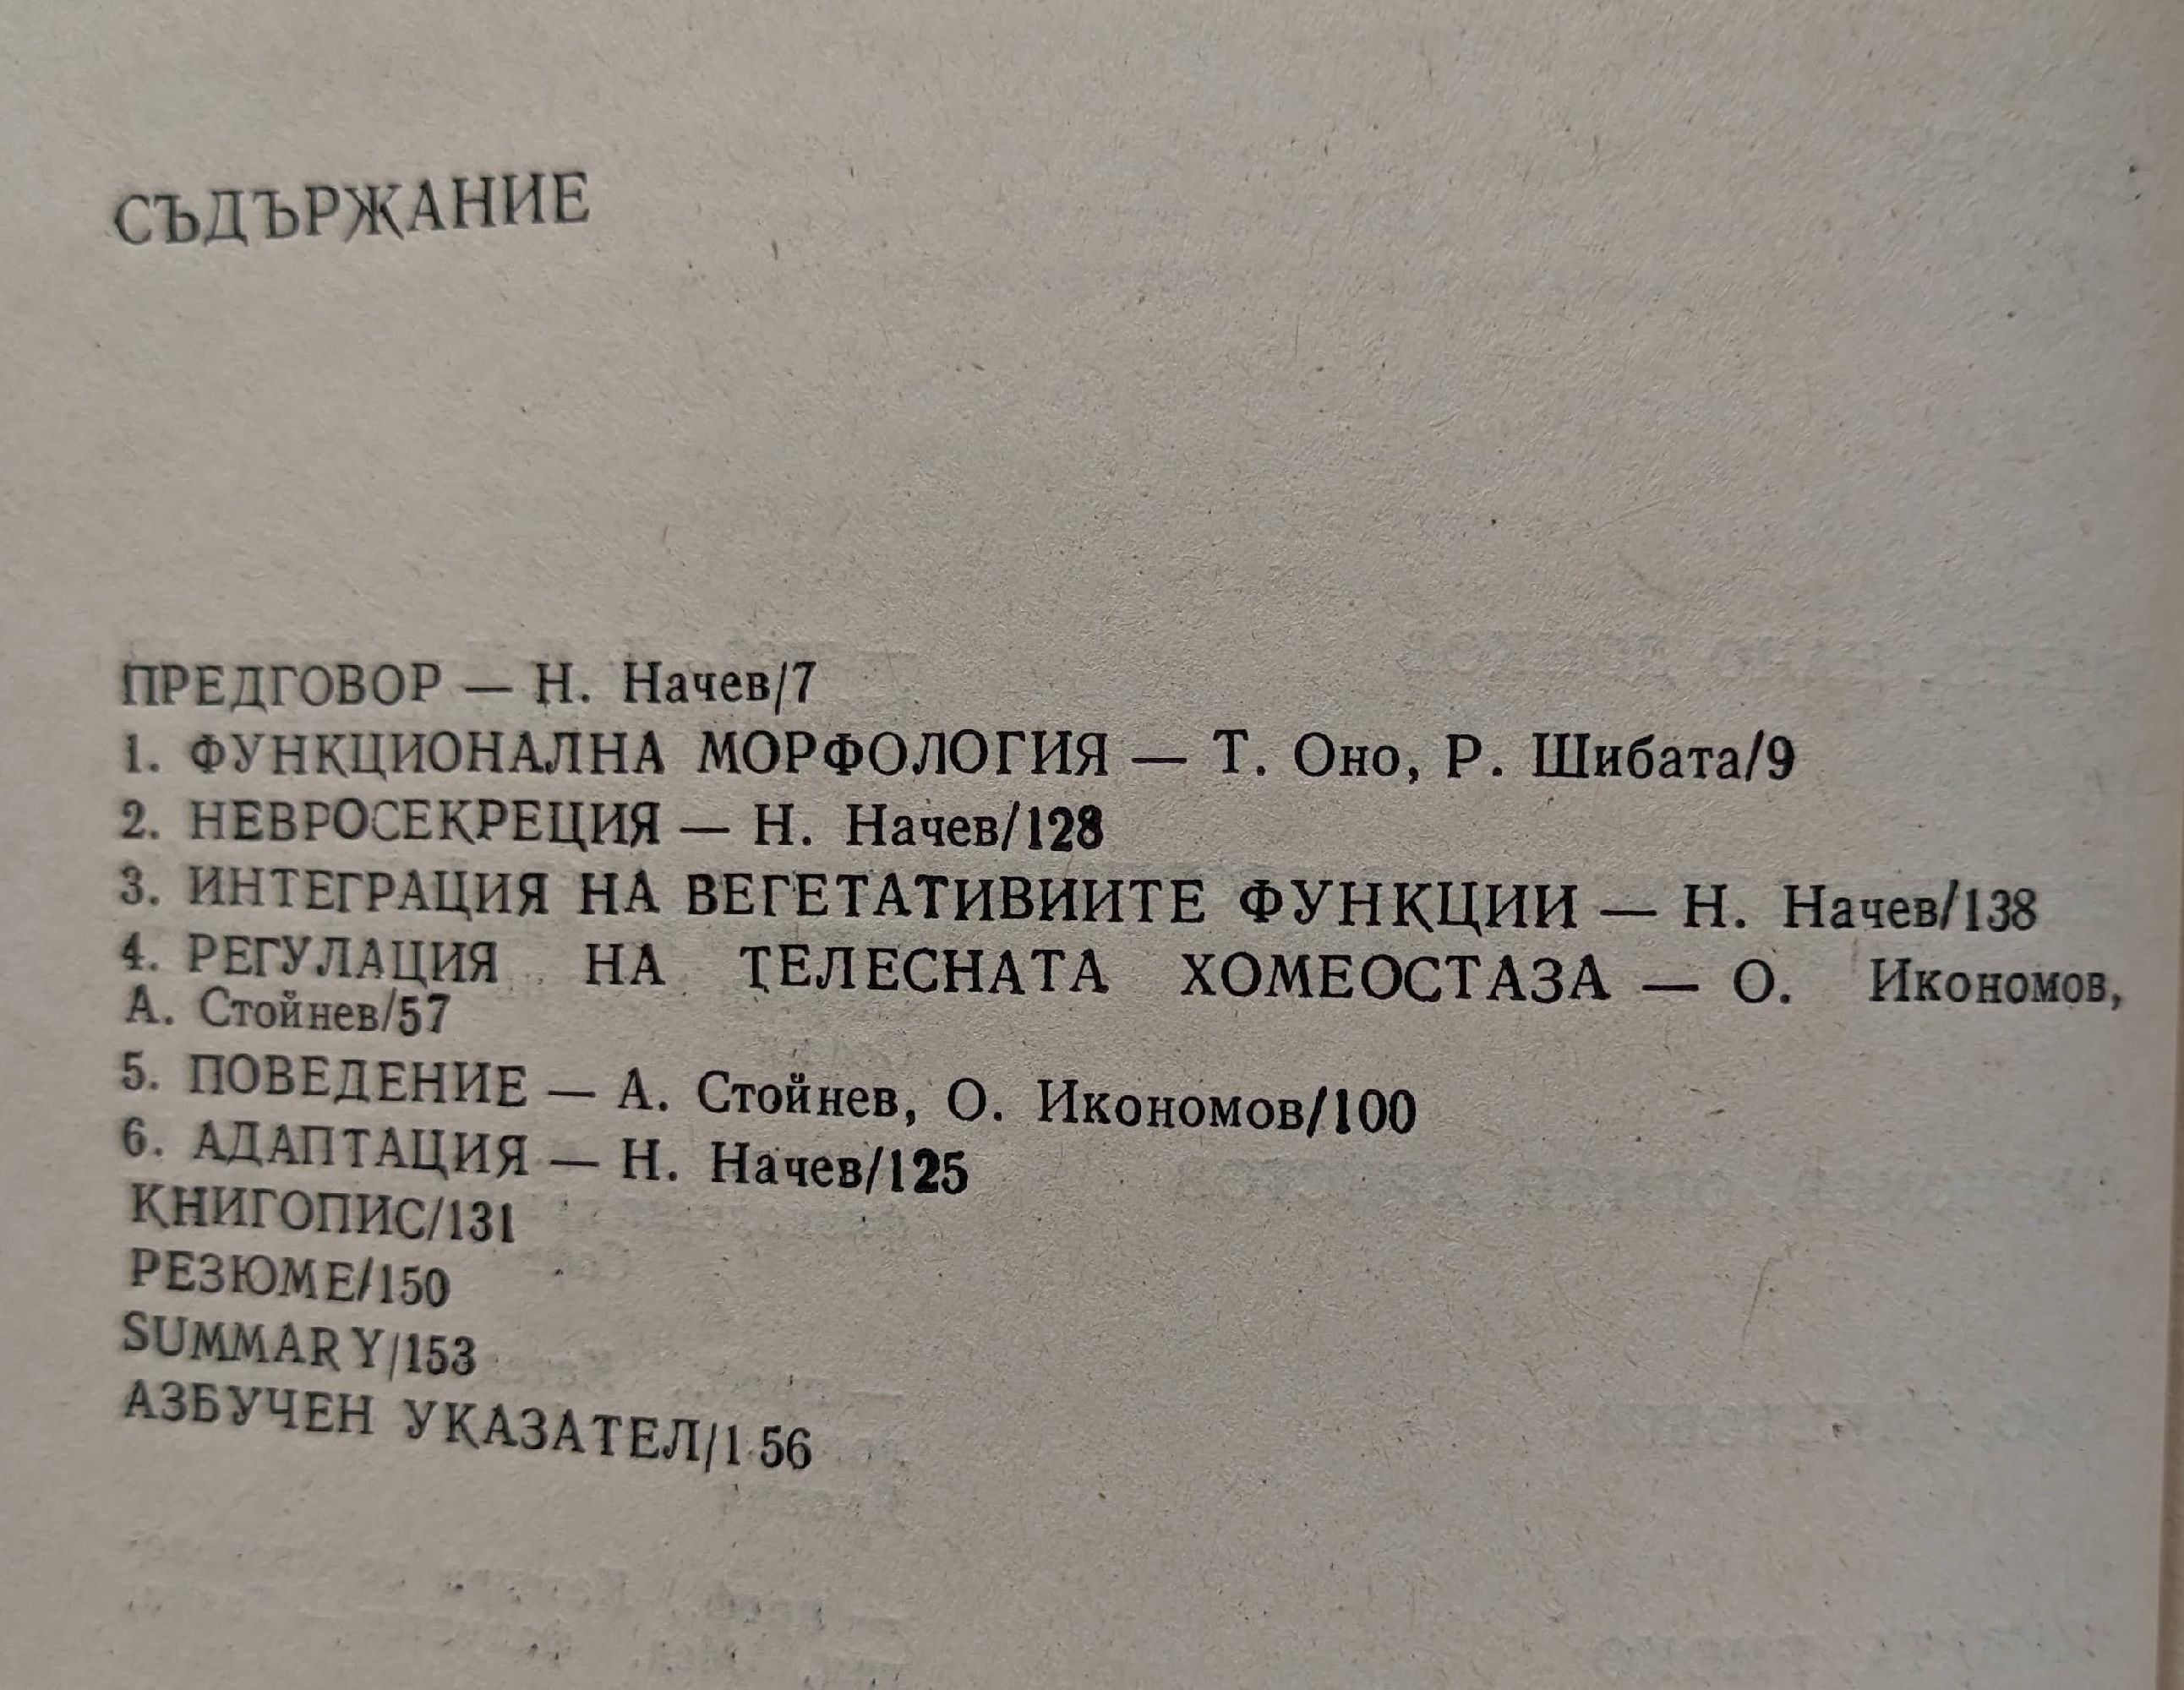 СЪДЪРЖАНИЕ
ПРЕДГОВОР — Н. Начев/7
1. ФУНКЦИОНАЛНА МОРФОЛОГИЯ — Т. Оно, Р. Шибата/9
2. НЕВРОСЕКРЕЦИЯ — Н. Начев/128
3. ИНТЕГРАЦИЯ НА ВЕГЕТАТИВИИТЕ ФУНКЦИИ — Н. Начев/138
4. РЕГУЛАЦИЯ НА ТЕЛЕСНАТА ХОМЕОСТАЗА — О. Икономов,
А. Стойнев/57
5. ПОВЕДЕНИЕ — А. Стойнев, О. Икономов/100
6. АДАПТАЦИЯ — Н. Начев/125
КНИГОПИС/131
РЕЗЮМЕ/150
SUMMARY/153
АЗБУЧЕН УКАЗАТЕЛ/156